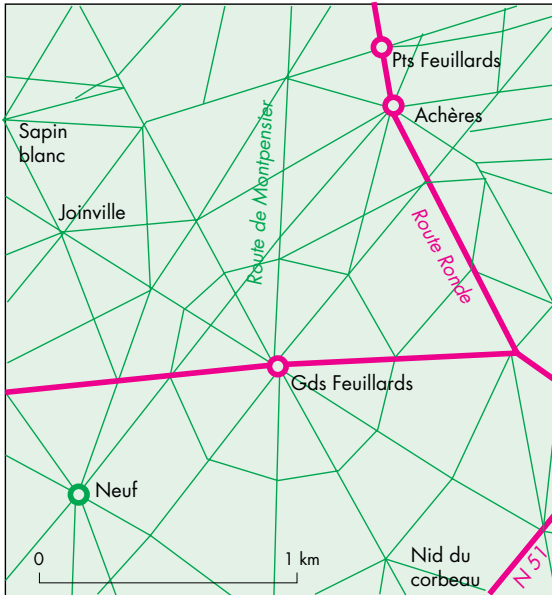 Pts Feuillards
Achères
Sapin
blanc
Joinville
Route de Montpensier
Route Ronde
Gds Feuillards
Neuf
0 1 km
Nid du
corbeau
N 51